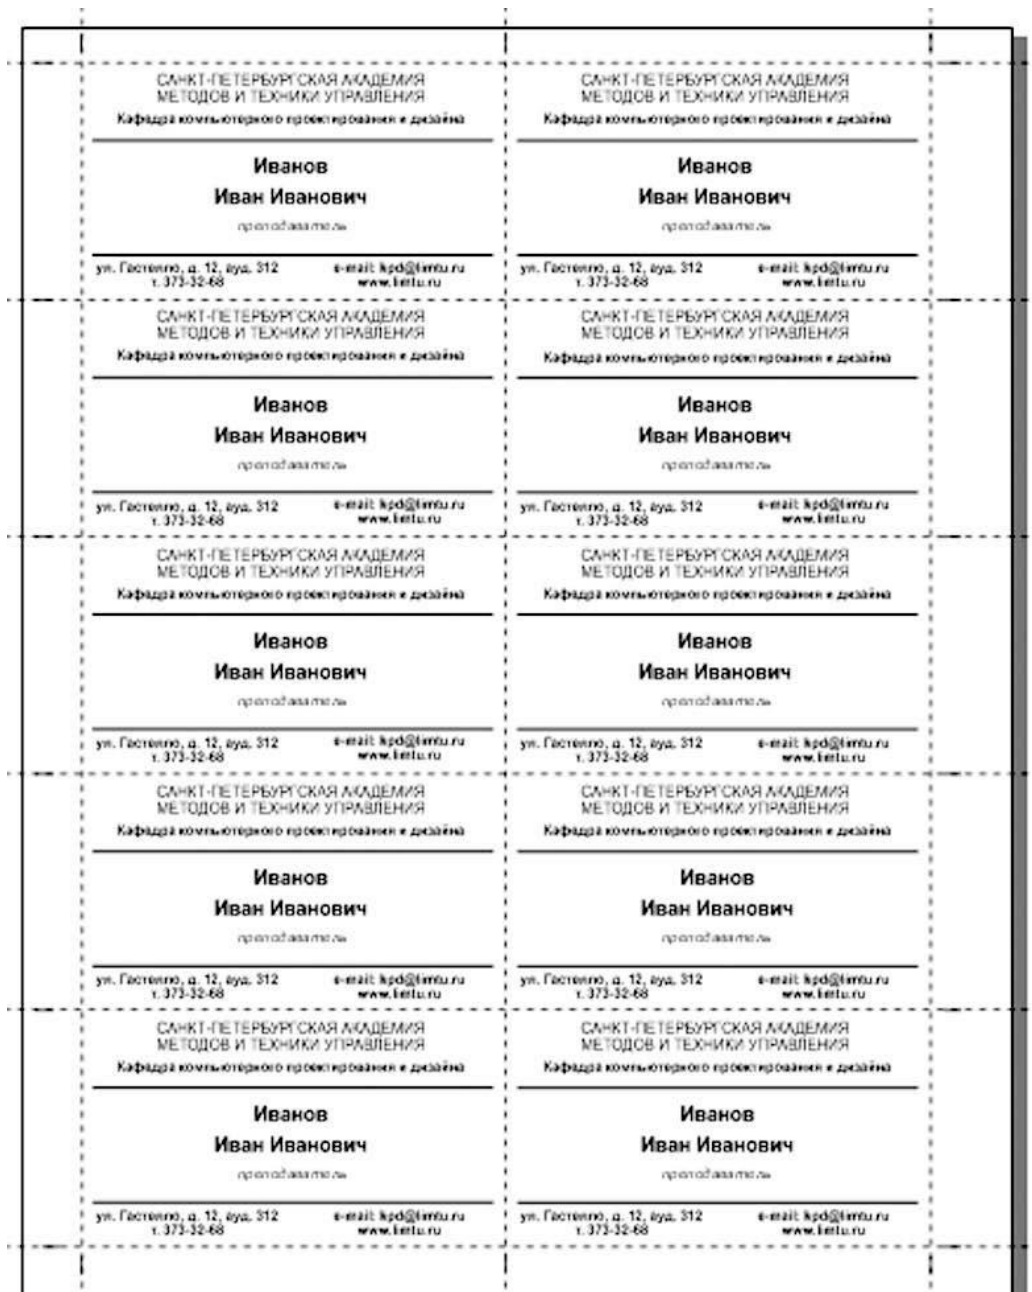 САНКТ-ПЕТЕРБУРГСКАЯ АКАДЕМИЯ
МЕТОДОВ И ТЕХНИКИ УПРАВЛЕНИЯ
Кафедра компьютерного проектирования и дизайна
Иванов
Иван Иванович
преподаватель
ул. Гастелло, д. 12, ауд. 312
т. 373-32-68
e-mail: kpd@limtu.ru
www.limtu.ru
САНКТ-ПЕТЕРБУРГСКАЯ АКАДЕМИЯ
МЕТОДОВ И ТЕХНИКИ УПРАВЛЕНИЯ
Кафедра компьютерного проектирования и дизайна
Иванов
Иван Иванович
преподаватель
ул. Гастелло, д. 12, ауд. 312
т. 373-32-68
e-mail: kpd@limtu.ru
www.limtu.ru
САНКТ-ПЕТЕРБУРГСКАЯ АКАДЕМИЯ
МЕТОДОВ И ТЕХНИКИ УПРАВЛЕНИЯ
Кафедра компьютерного проектирования и дизайна
Иванов
Иван Иванович
преподаватель
ул. Гастелло, д. 12, ауд. 312
т. 373-32-68
e-mail: kpd@limtu.ru
www.limtu.ru
САНКТ-ПЕТЕРБУРГСКАЯ АКАДЕМИЯ
МЕТОДОВ И ТЕХНИКИ УПРАВЛЕНИЯ
Кафедра компьютерного проектирования и дизайна
Иванов
Иван Иванович
преподаватель
ул. Гастелло, д. 12, ауд. 312
т. 373-32-68
e-mail: kpd@limtu.ru
www.limtu.ru
САНКТ-ПЕТЕРБУРГСКАЯ АКАДЕМИЯ
МЕТОДОВ И ТЕХНИКИ УПРАВЛЕНИЯ
Кафедра компьютерного проектирования и дизайна
Иванов
Иван Иванович
преподаватель
ул. Гастелло, д. 12, ауд. 312
т. 373-32-68
e-mail: kpd@limtu.ru
www.limtu.ru
САНКТ-ПЕТЕРБУРГСКАЯ АКАДЕМИЯ
МЕТОДОВ И ТЕХНИКИ УПРАВЛЕНИЯ
Кафедра компьютерного проектирования и дизайна
Иванов
Иван Иванович
преподаватель
ул. Гастелло, д. 12, ауд. 312
т. 373-32-68
e-mail: kpd@limtu.ru
www.limtu.ru
САНКТ-ПЕТЕРБУРГСКАЯ АКАДЕМИЯ
МЕТОДОВ И ТЕХНИКИ УПРАВЛЕНИЯ
Кафедра компьютерного проектирования и дизайна
Иванов
Иван Иванович
преподаватель
ул. Гастелло, д. 12, ауд. 312
т. 373-32-68
e-mail: kpd@limtu.ru
www.limtu.ru
САНКТ-ПЕТЕРБУРГСКАЯ АКАДЕМИЯ
МЕТОДОВ И ТЕХНИКИ УПРАВЛЕНИЯ
Кафедра компьютерного проектирования и дизайна
Иванов
Иван Иванович
преподаватель
ул. Гастелло, д. 12, ауд. 312
т. 373-32-68
e-mail: kpd@limtu.ru
www.limtu.ru
САНКТ-ПЕТЕРБУРГСКАЯ АКАДЕМИЯ
МЕТОДОВ И ТЕХНИКИ УПРАВЛЕНИЯ
Кафедра компьютерного проектирования и дизайна
Иванов
Иван Иванович
преподаватель
ул. Гастелло, д. 12, ауд. 312
т. 373-32-68
e-mail: kpd@limtu.ru
www.limtu.ru
САНКТ-ПЕТЕРБУРГСКАЯ АКАДЕМИЯ
МЕТОДОВ И ТЕХНИКИ УПРАВЛЕНИЯ
Кафедра компьютерного проектирования и дизайна
Иванов
Иван Иванович
преподаватель
ул. Гастелло, д. 12, ауд. 312
т. 373-32-68
e-mail: kpd@limtu.ru
www.limtu.ru